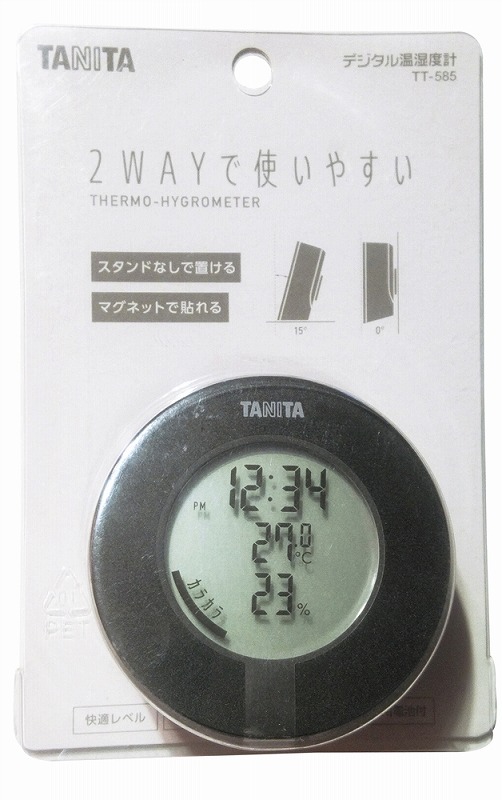 TANITA
デジタル温湿度計
TT-585
2WAYで使いやすい
THERMO-HYGROMETER
スタンドなしで置ける
マグネットで貼れる
15°
0°
TANITA
PM
12:34
27.0
℃
カラカラ
23
%
PET
快適レベル